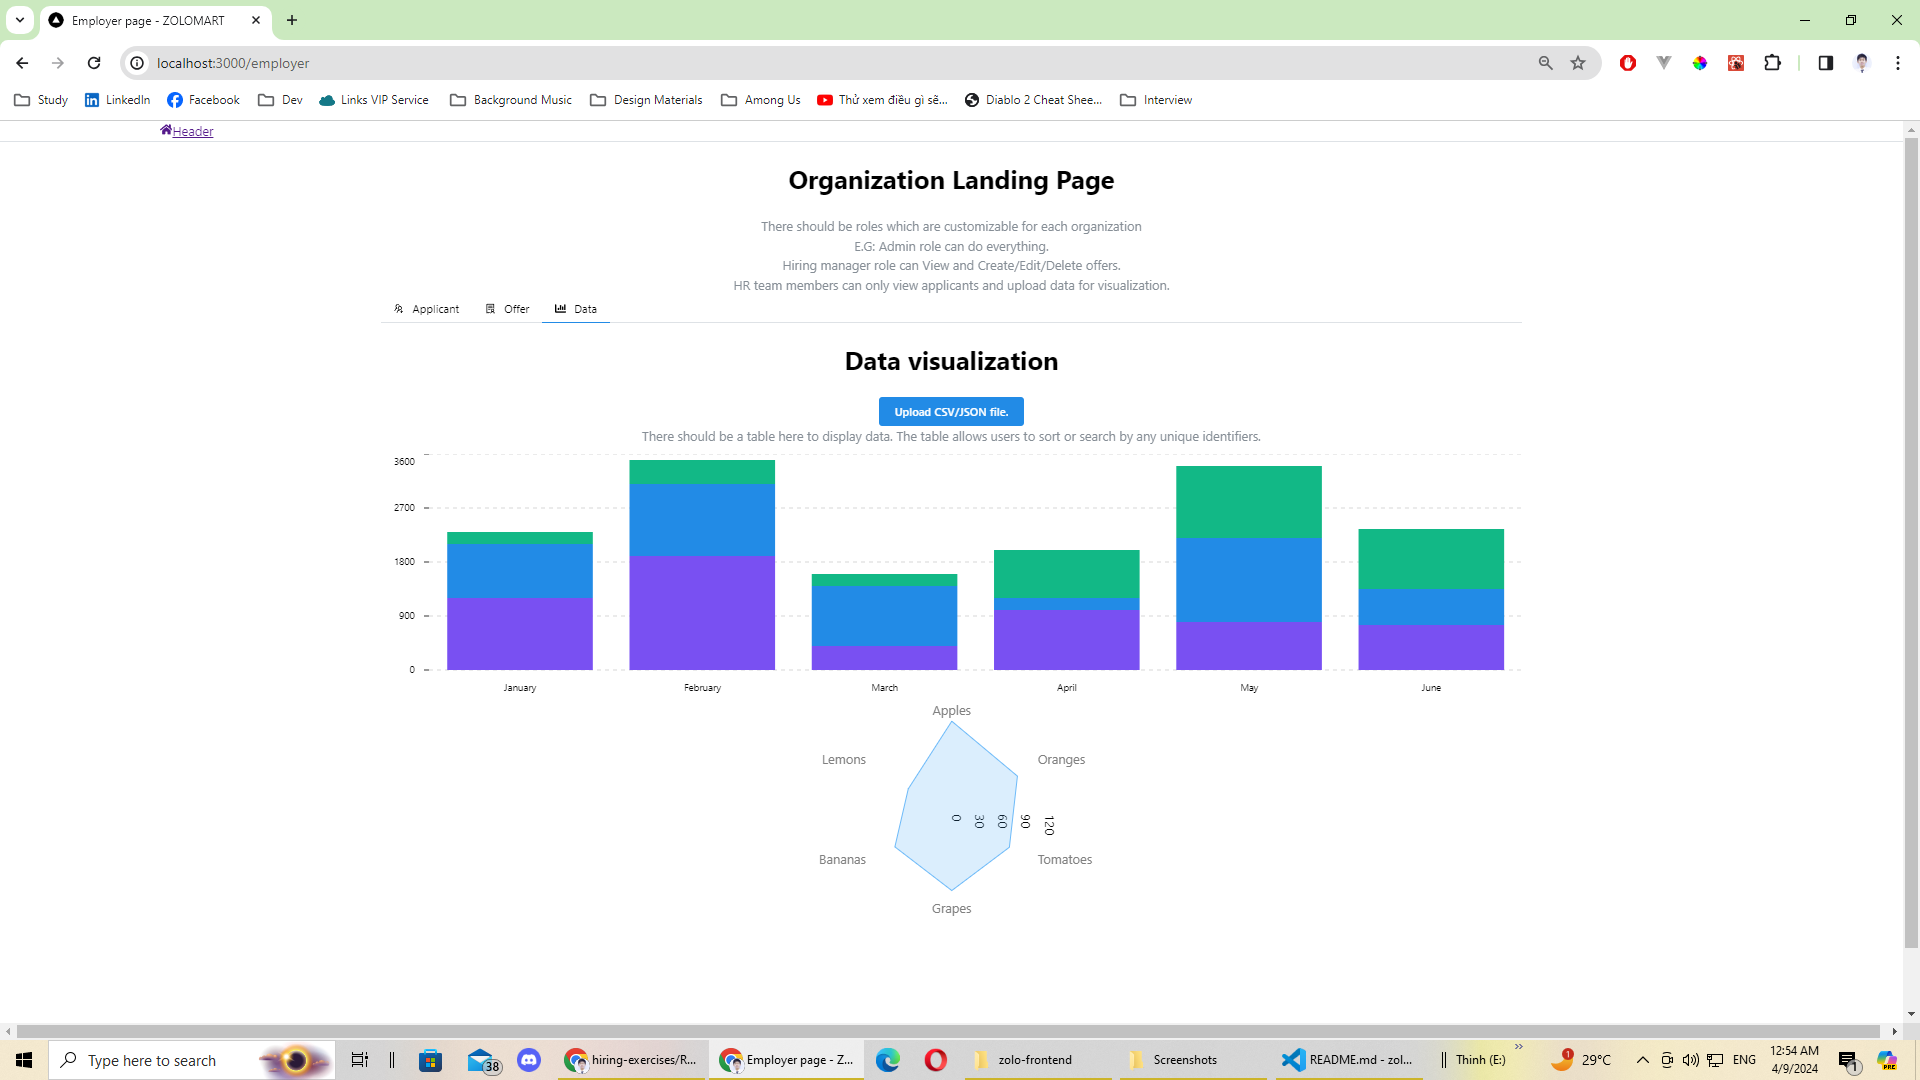 Employer page - ZOLOMART
localhost:3000/employer
Study
LinkedIn
Facebook
Dev
Links VIP Service
Background Music
Design Materials
Among Us
Thử xem điều gì sẽ...
Diablo 2 Cheat Shee...
Interview
Header
Organization Landing Page
There should be roles which are customizable for each organization
E.G: Admin role can do everything.
Hiring manager role can View and Create/Edit/Delete offers.
HR team members can only view applicants and upload data for visualization.
Applicant
Offer
Data
Data visualization
Upload CSV/JSON file.
There should be a table here to display data. The table allows users to sort or search by any unique identifiers.
3600
2700
1800
900
0
January
February
March
April
May
June
Apples
Lemons
Oranges
0
30
60
90
120
Bananas
Tomatoes
Grapes
Type here to search
38
hiring-exercises/R...
Employer page - Z...
zolo-frontend
Screenshots
README.md - zol...
Thinh (E:)
1
29°C
ENG
12:54 AM
4/9/2024
1
PRE